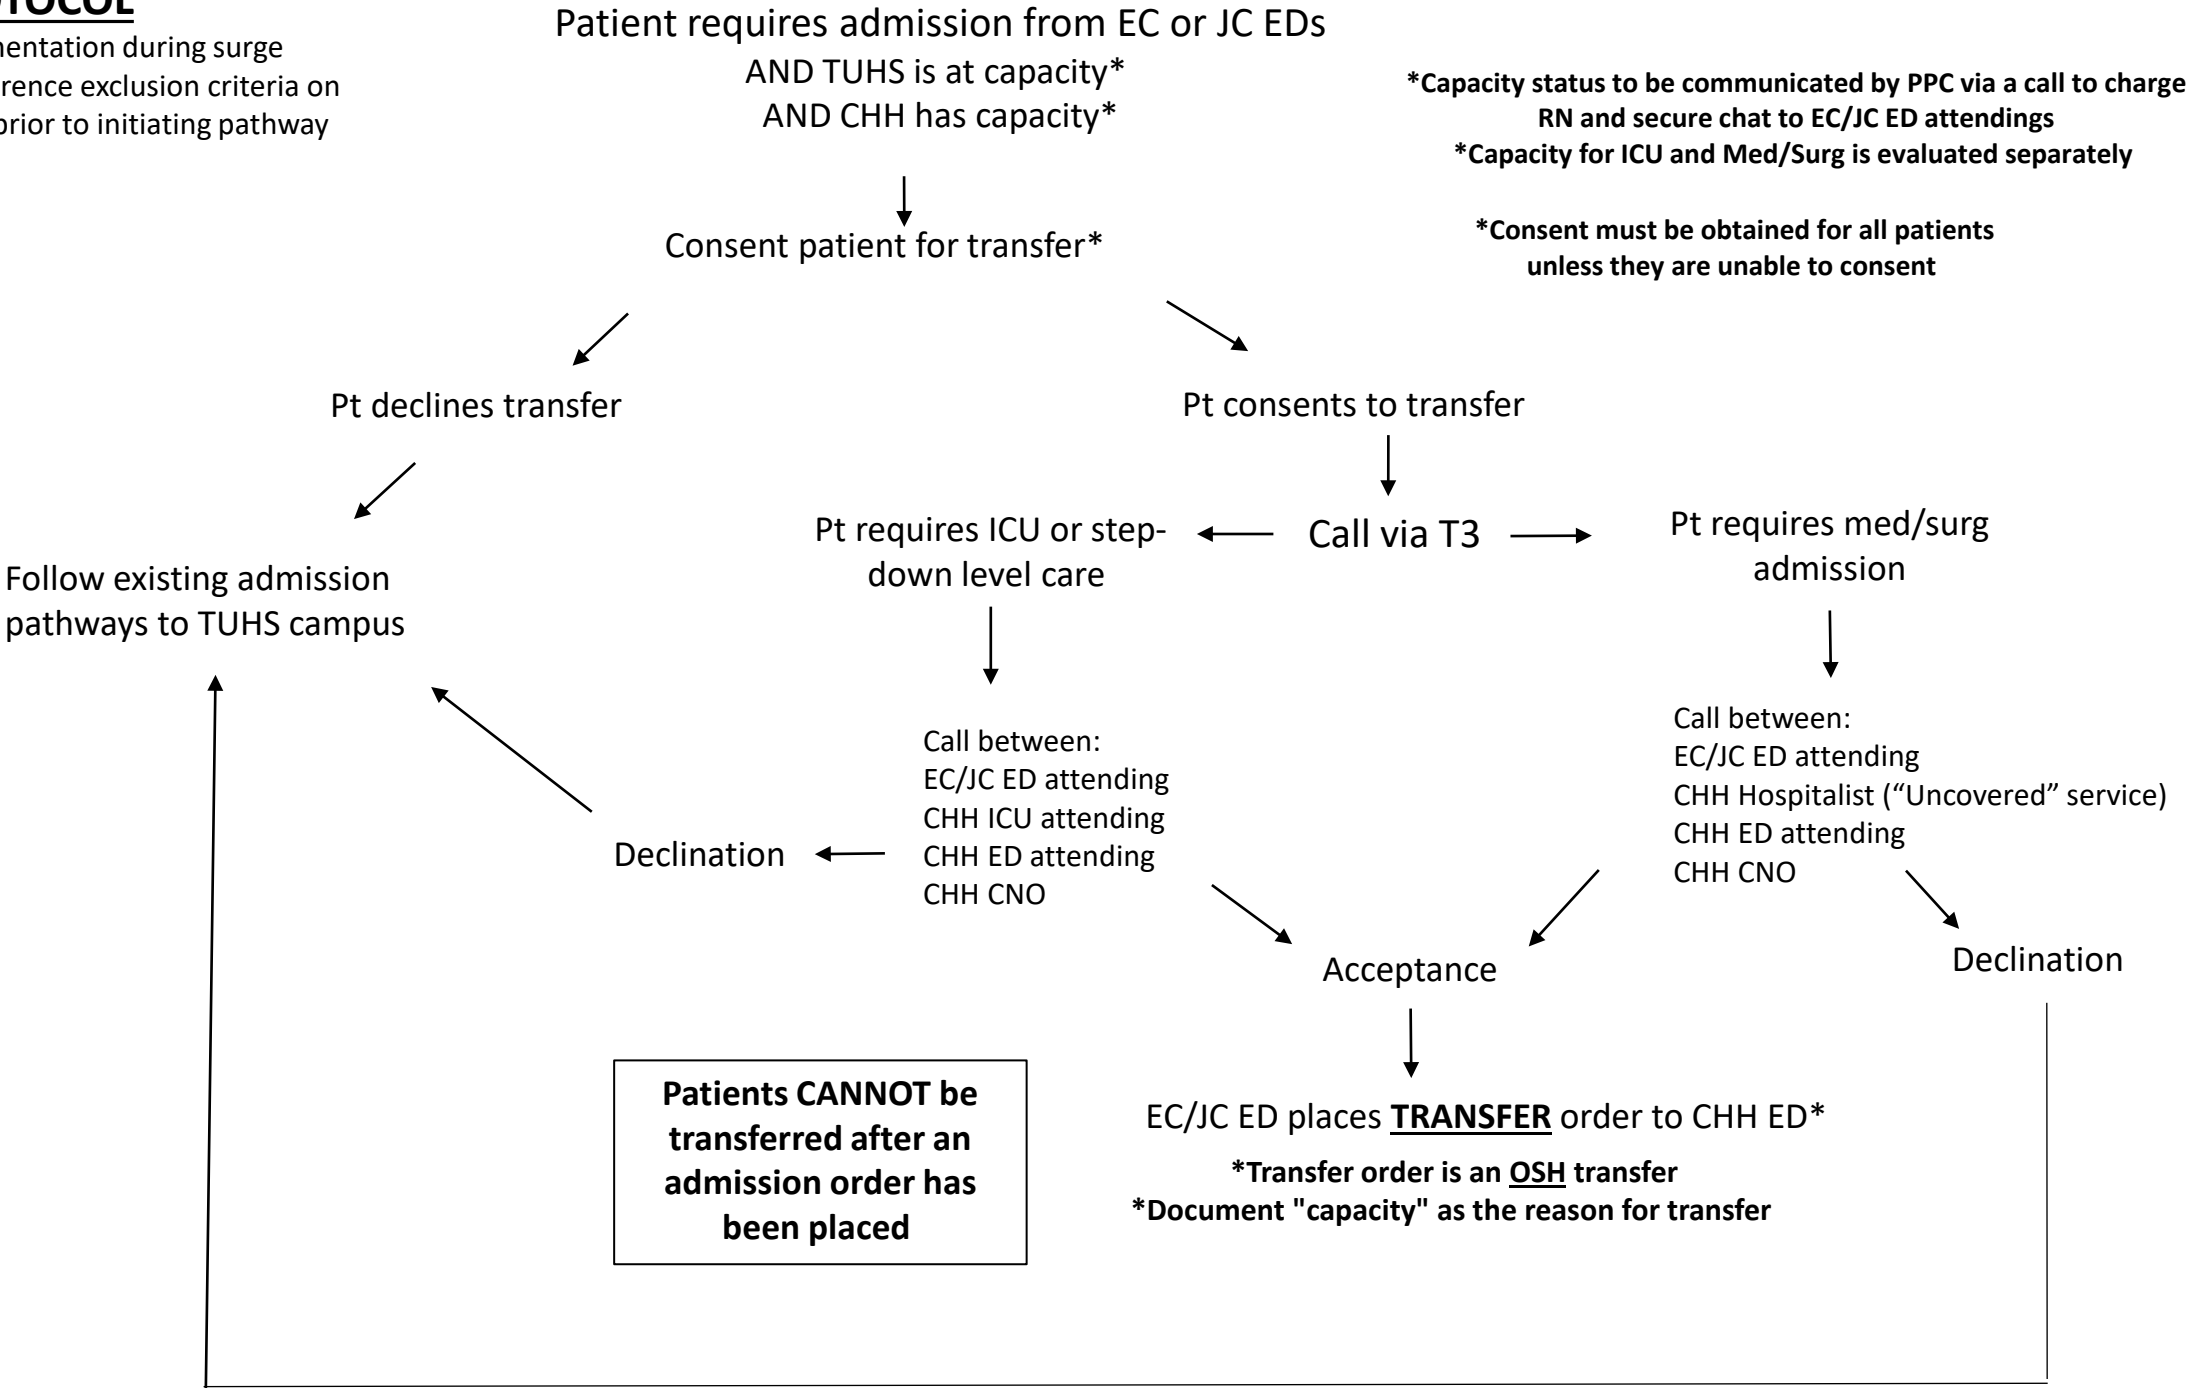 mentation during surge
rence exclusion criteria on
prior to initiating pathway
Patient requires admission from EC or JC EDs
AND TUHS is at capacity*
AND CHH has capacity*
*Capacity status to be communicated by PPC via a call to charge
RN and secure chat to EC/JC ED attendings
*Capacity for ICU and Med/Surg is evaluated separately
Consent patient for transfer*
*Consent must be obtained for all patients
unless they are unable to consent
Pt declines transfer
Pt consents to transfer
Pt requires ICU or step-
down level care
Call via T3
Pt requires med/surg
admission
Follow existing admission
pathways to TUHS campus
Call between:
EC/JC ED attending
CHH ICU attending
CHH ED attending
CHH CNO
Call between:
EC/JC ED attending
CHH Hospitalist (“Uncovered” service)
CHH ED attending
CHH CNO
Declination
Acceptance
Declination
Patients CANNOT be
transferred after an
admission order has
been placed
EC/JC ED places TRANSFER order to CHH ED*
*Transfer order is an OSH transfer
*Document "capacity" as the reason for transfer